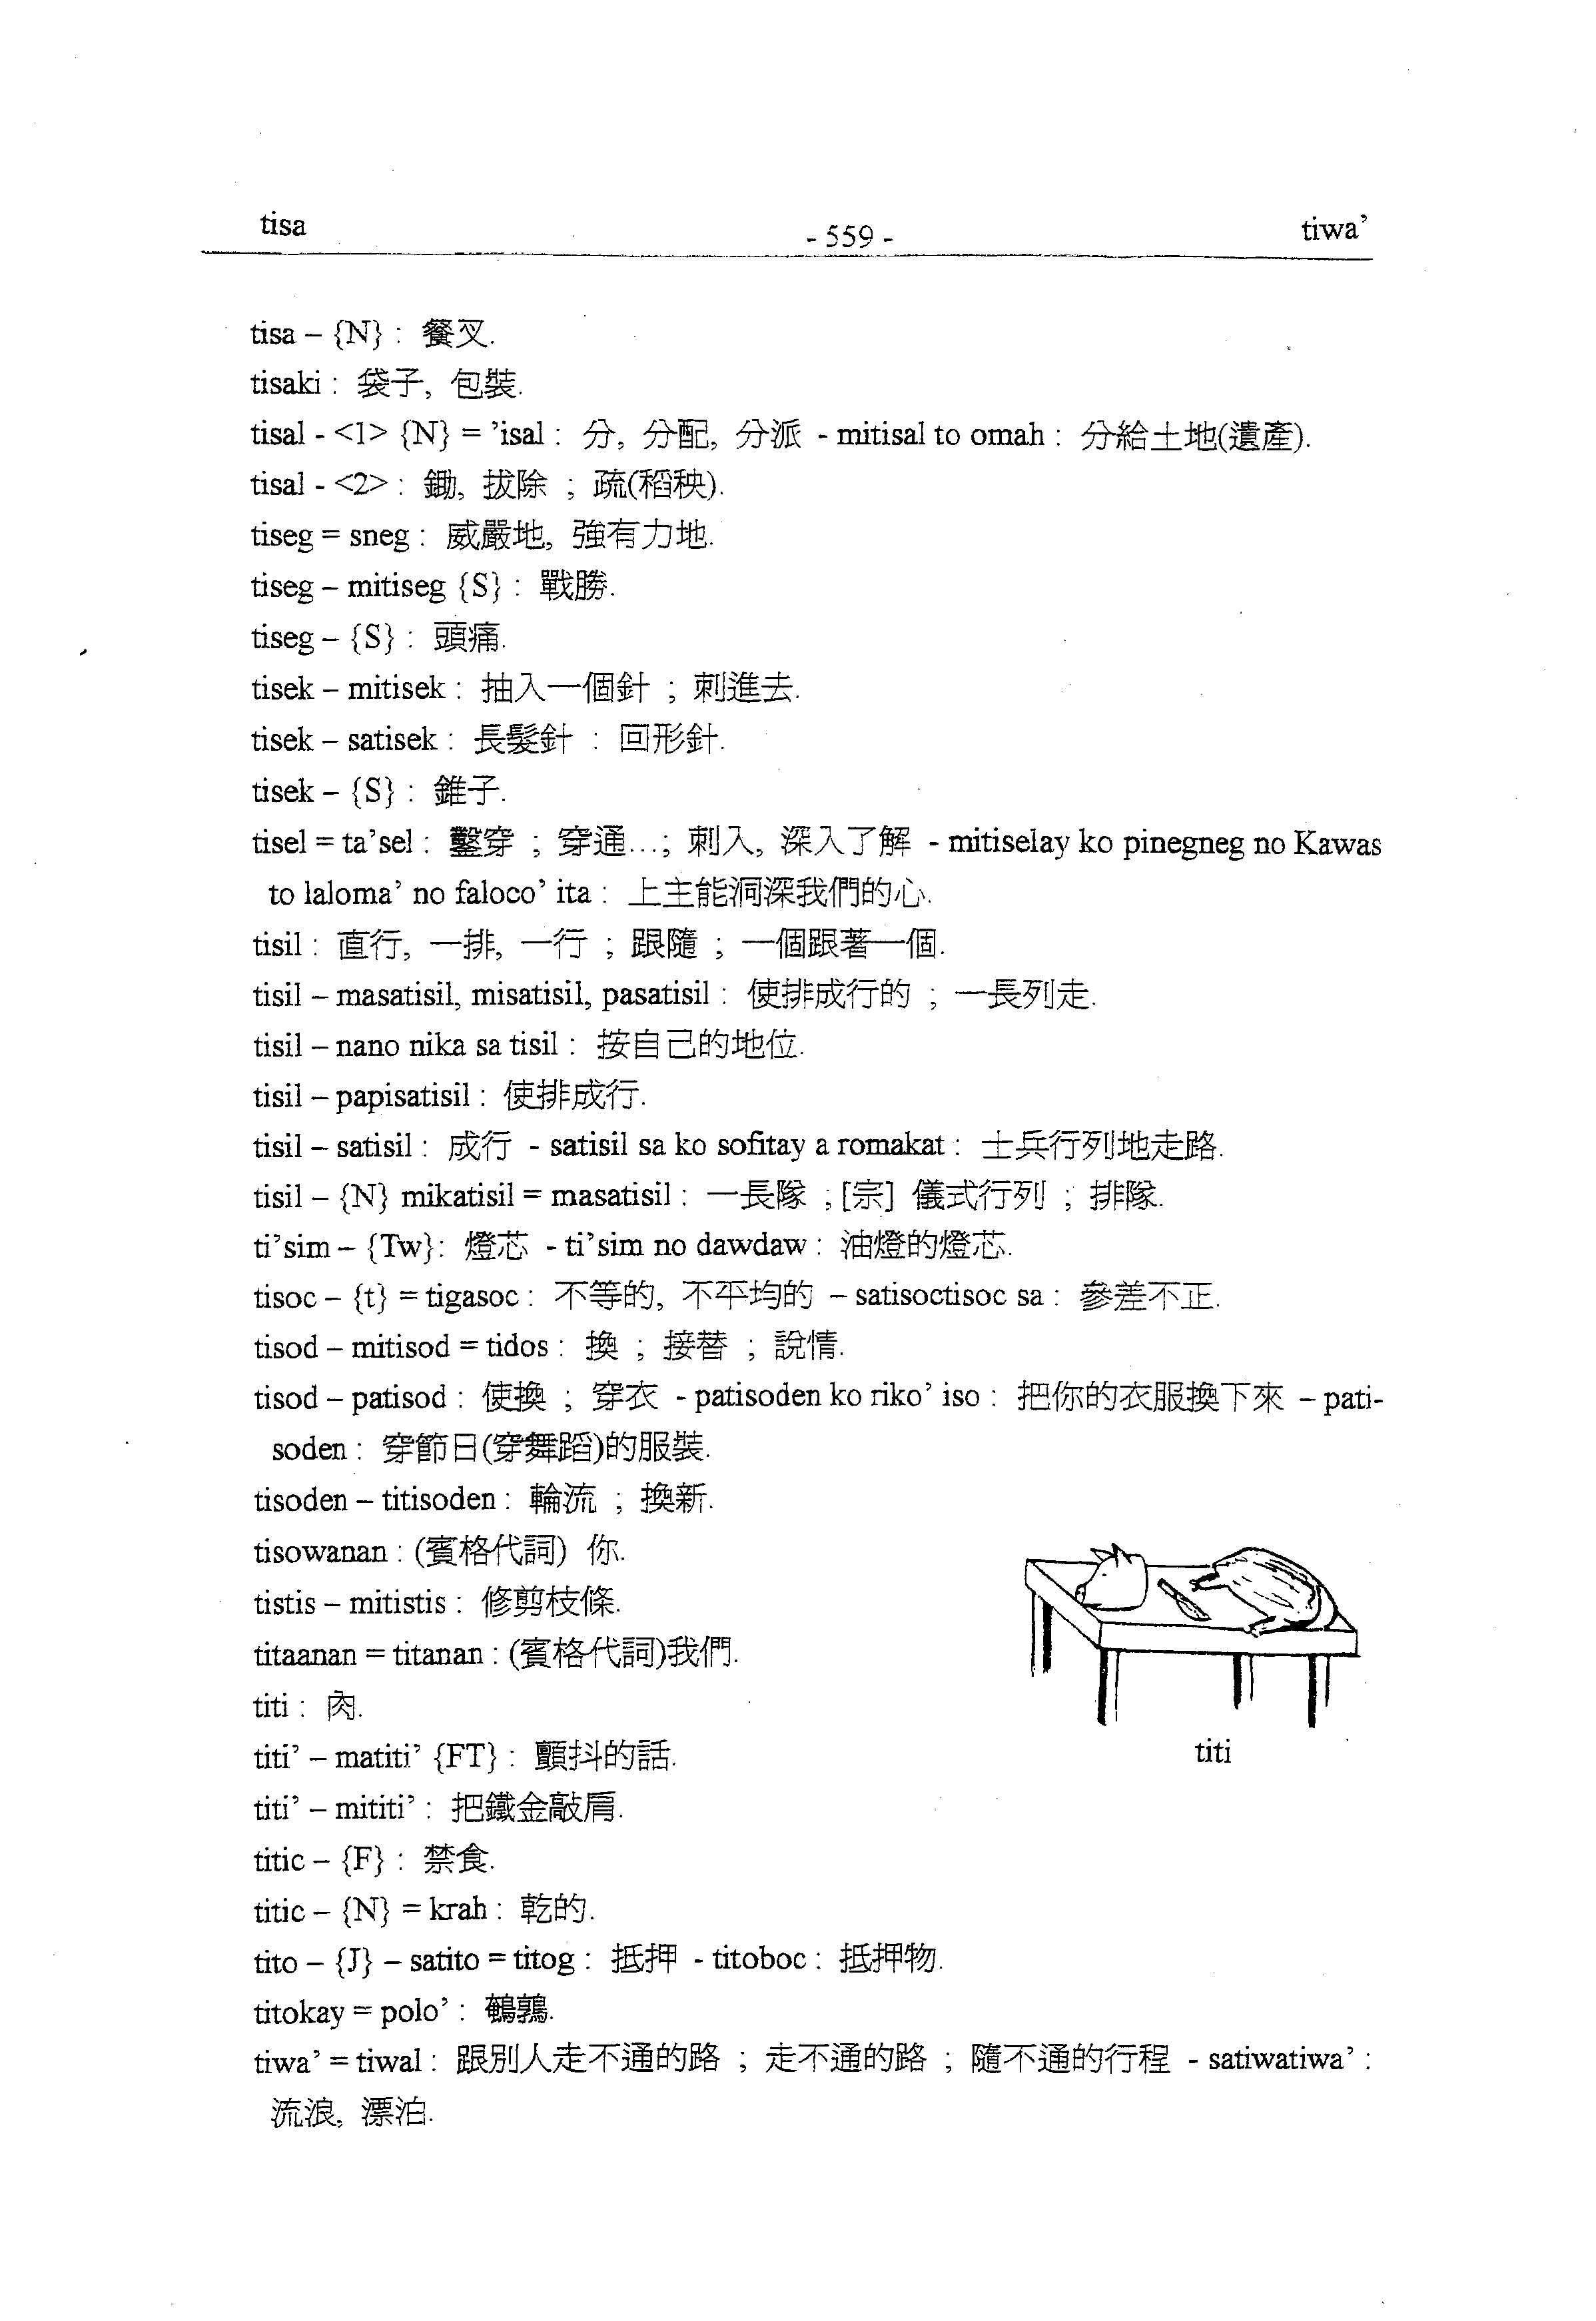 tisa
- 559 -
tiwa’
tisa – {N} : 餐叉.
tisaki : 袋子, 包裝.
tisal - <1> {N} = ’isal : 分, 分配, 分派 - mitisal to omah : 分給土地(遺產).
tisal - <2> : 鋤, 拔除 ; 疏(稻秧).
tiseg = sneg : 威嚴地, 強有力地.
tiseg – mitiseg {S} : 戰勝.
tiseg – {S} : 頭痛.
tisek – mitisek : 抽入一個針 ; 刺進去.
tisek – satisek : 長髮針 : 回形針.
tisek – {S} : 錐子.
tisel = ta’sel : 鑿穿 ; 穿通...; 刺入, 深入了解 - mitiselay ko pinegneg no Kawas
to laloma’ no faloco’ ita : 上主能洞深我們的心.
tisil : 直行, 一排, 一行 ; 跟隨 ; 一個跟著一個.
tisil – masatisil, misatisil, pasatisil : 使排成行的 ; 一長列走.
tisil – nano nika sa tisil : 按自己的地位.
tisil – papisatisil : 使排成行.
tisil – satisil : 成行 - satisil sa ko sofitay a romakat : 士兵行列地走路.
tisil – {N} mikatisil = masatisil : 一長隊 ; [宗] 儀式行列 ; 排隊.
ti’sim – {Tw}: 燈芯 - ti’sim no dawdaw : 油燈的燈芯.
tisoc – {t} = tigasoc : 不等的, 不平均的 – satisoctisoc sa : 參差不正.
tisod – mitisod = tidos : 換 ; 接替 ; 說情.
tisod – patisod : 使換 ; 穿衣 - patisoden ko riko’ iso : 把你的衣服換下來 – pati-
soden : 穿節日(穿舞蹈)的服裝.
tisoden – titisoden : 輪流 ; 換新.
tisowanan : (賓格代詞) 你.
tistis – mitistis : 修剪枝條.
titaanan = titanan : (賓格代詞)我們.
titi : 肉.
titi’ – matiti’ {FT} : 顫抖的話.
titi’ – mititi’ : 把鐵金敲肩.
titic – {F} : 禁食.
titic – {N} = krah : 乾的.
tito – {J} – satito = titog : 抵押 - titoboc : 抵押物.
titokay = polo’ : 鵪鶉.
tiwa’ = tiwal : 跟別人走不通的路 ; 走不通的路 ; 隨不通的行程 - satiwatiwa’ :
流浪, 漂泊.
titi